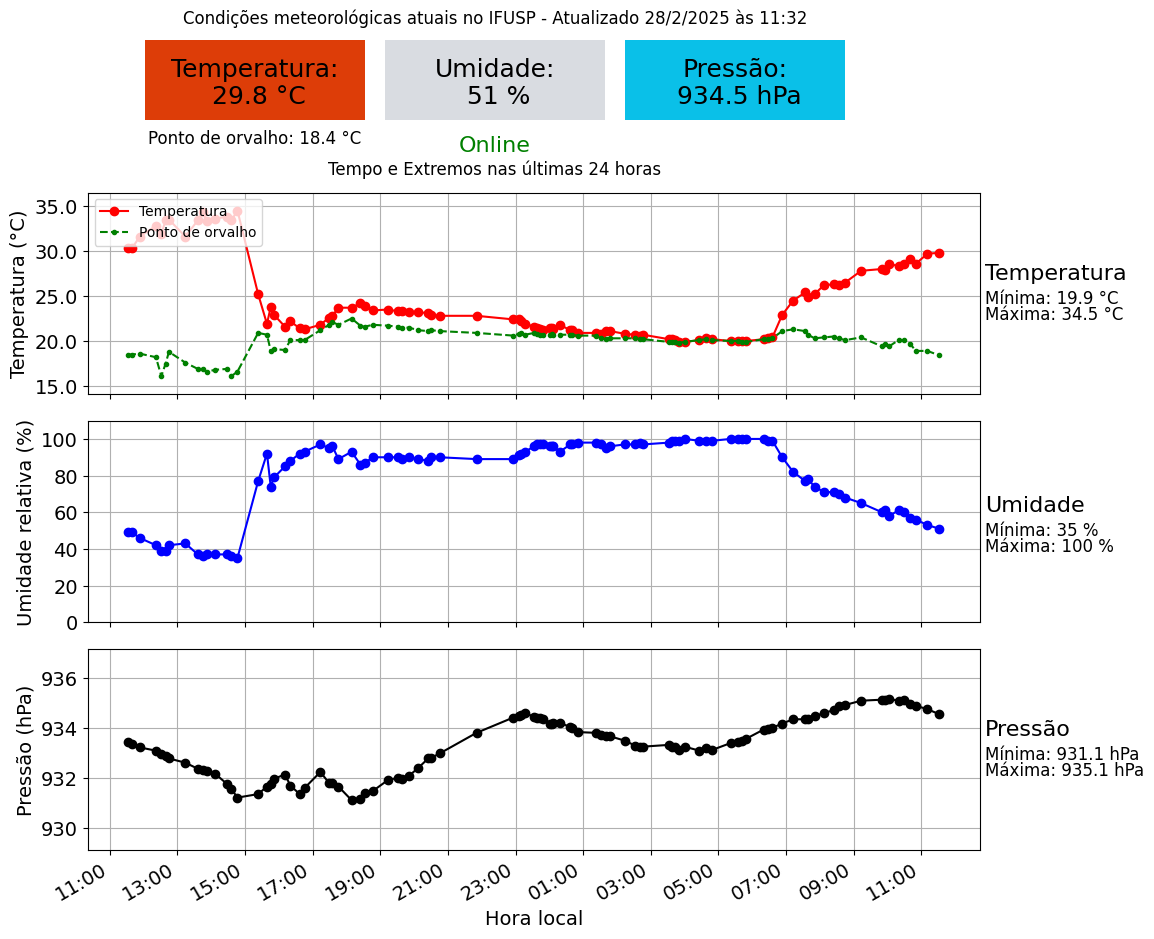 Condições meteorológicas atuais no IFUSP - Atualizado 28/2/2025 às 11:32
Temperatura:
29.8 °C
Umidade:
51 %
Pressão:
934.5 hPa
Ponto de orvalho: 18.4 °C
Online
Tempo e Extremos nas últimas 24 horas
Temperatura (°C)
35.0
30.0
25.0
20.0
15.0
Temperatura
Ponto de orvalho
Temperatura
Mínima: 19.9 °C
Máxima: 34.5 °C
Umidade relativa (%)
100
80
60
40
20
0
Umidade
Mínima: 35 %
Máxima: 100 %
Pressão (hPa)
936
934
932
930
Pressão
Mínima: 931.1 hPa
Máxima: 935.1 hPa
11:00
13:00
15:00
17:00
19:00
21:00
23:00
01:00
03:00
05:00
07:00
09:00
11:00
Hora local